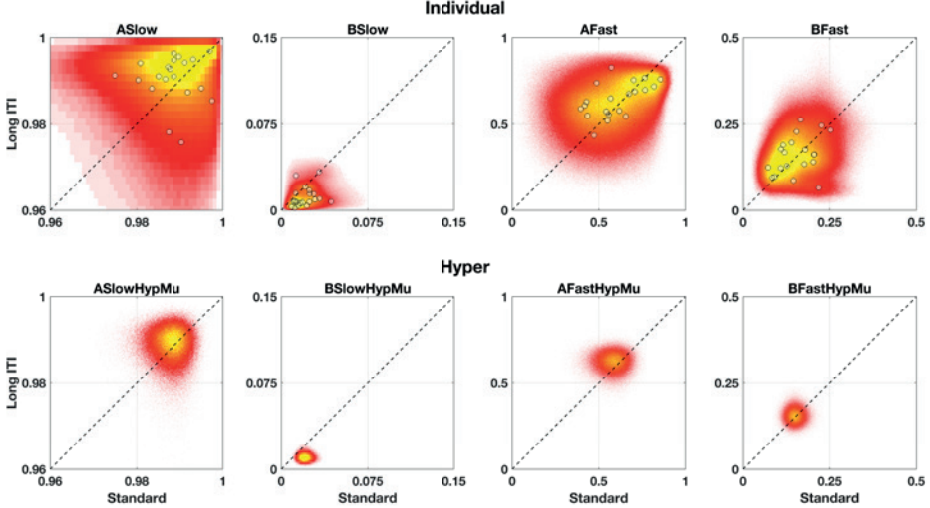 Individual
ASlow BSlow AFast BFast
1 0.15 1 0.5
Long ITI 0.98 0.075 0.5 0.25
0.96 0 0 0
0.96 0.98 1 0 0.075 0.15 0 0.5 1 0 0.25 0.5
Hyper
ASlowHypMu BSlowHypMu AFastHypMu BFastHypMu
1 0.15 1 0.5
Long ITI 0.98 0.075 0.5 0.25
0.96 0 0 0
0.96 0.98 1 0 0.075 0.15 0 0.5 1 0 0.25 0.5
Standard Standard Standard Standard